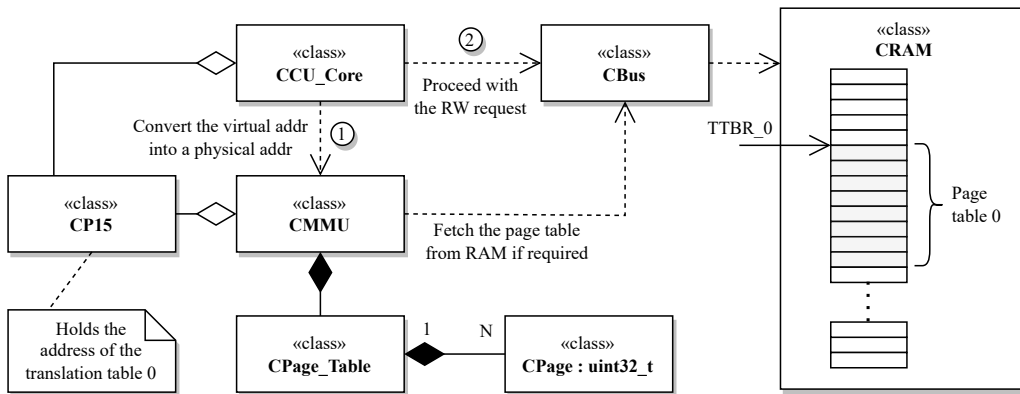 «class»
CCU_Core
2
Proceed with
the RW request
«class»
CBus
«class»
CRAM
Convert the virtual addr
into a physical addr
1
TTBR_0
«class»
CP15
«class»
CMMU
Fetch the page table
from RAM if required
Page
table 0
Holds the
address of the
translation table 0
«class»
CPage_Table
1
N
«class»
CPage : uint32_t